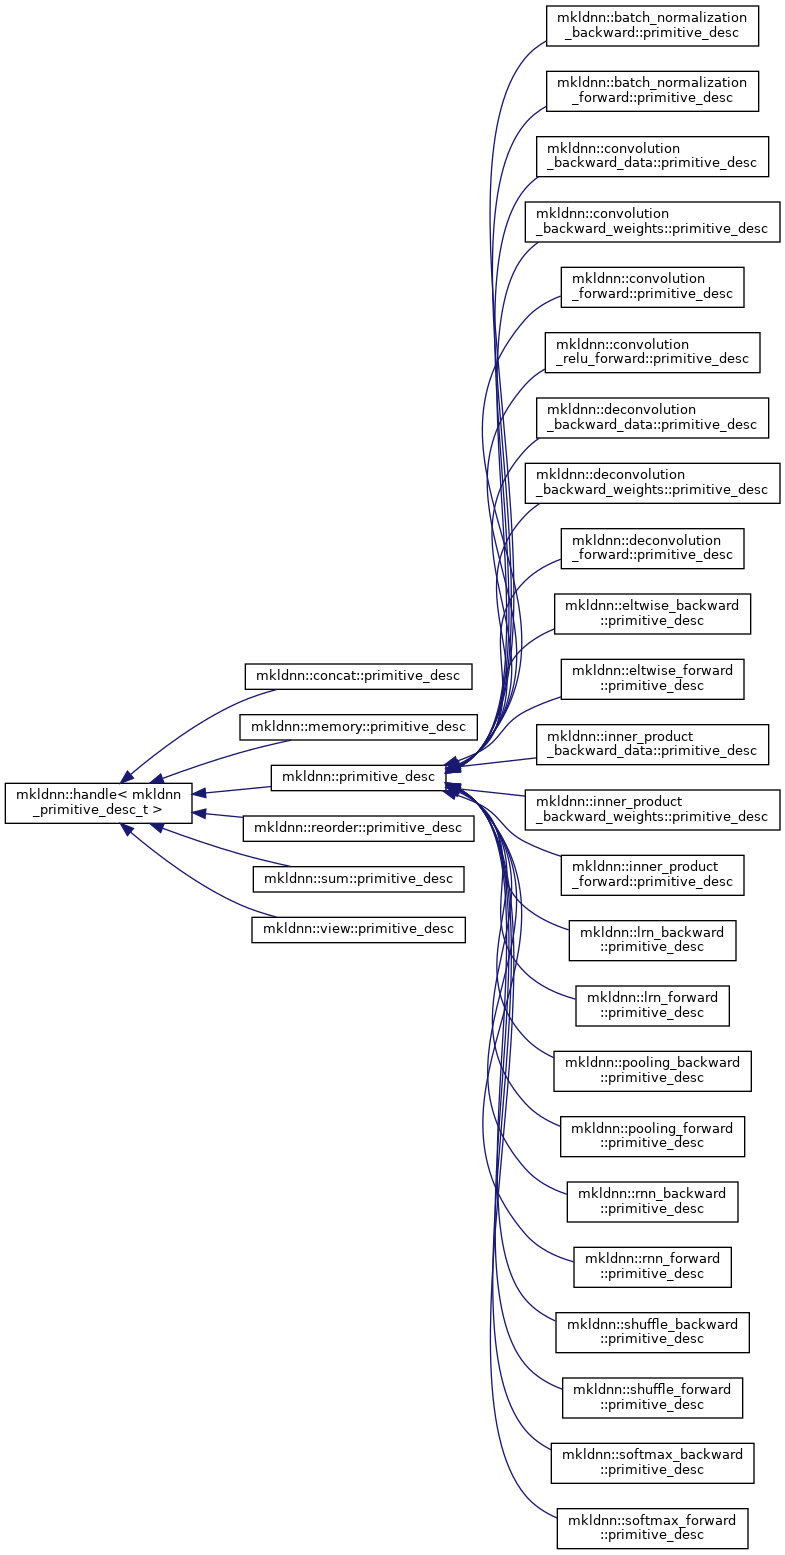 mkldnn::handle< mkldnn
_primitive_desc_t >
mkldnn::concat::primitive_desc
mkldnn::memory::primitive_desc
mkldnn::primitive_desc
mkldnn::reorder::primitive_desc
mkldnn::sum::primitive_desc
mkldnn::view::primitive_desc
mkldnn::batch_normalization
_backward::primitive_desc
mkldnn::batch_normalization
_forward::primitive_desc
mkldnn::convolution
_backward_data::primitive_desc
mkldnn::convolution
_backward_weights::primitive_desc
mkldnn::convolution
_forward::primitive_desc
mkldnn::convolution
_relu_forward::primitive_desc
mkldnn::deconvolution
_backward_data::primitive_desc
mkldnn::deconvolution
_backward_weights::primitive_desc
mkldnn::deconvolution
_forward::primitive_desc
mkldnn::eltwise_backward
::primitive_desc
mkldnn::eltwise_forward
::primitive_desc
mkldnn::inner_product
_backward_data::primitive_desc
mkldnn::inner_product
_backward_weights::primitive_desc
mkldnn::inner_product
_forward::primitive_desc
mkldnn::lrn_backward
::primitive_desc
mkldnn::lrn_forward
::primitive_desc
mkldnn::pooling_backward
::primitive_desc
mkldnn::pooling_forward
::primitive_desc
mkldnn::rnn_backward
::primitive_desc
mkldnn::rnn_forward
::primitive_desc
mkldnn::shuffle_backward
::primitive_desc
mkldnn::shuffle_forward
::primitive_desc
mkldnn::softmax_backward
::primitive_desc
mkldnn::softmax_forward
::primitive_desc